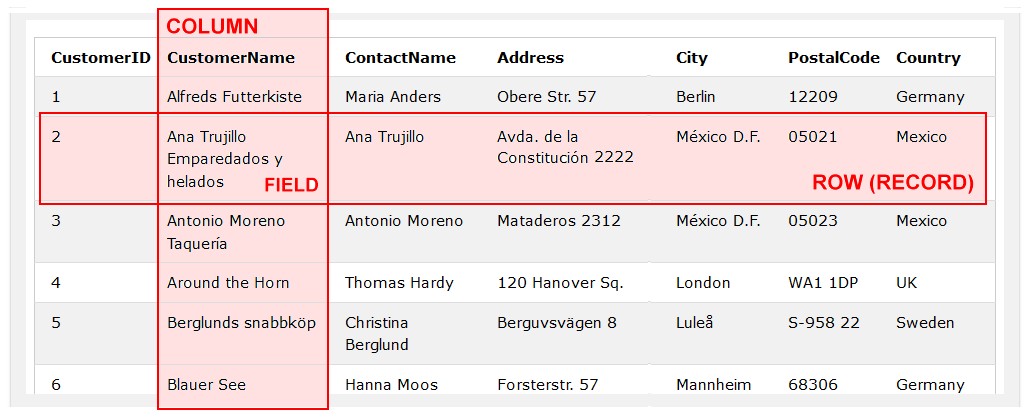 COLUMN
CustomerID CustomerName ContactName Address City PostalCode Country
1 Alfreds Futterkiste Maria Anders Obere Str. 57 Berlin 12209 Germany
2 Ana Trujillo Ana Trujillo Avda. de la México D.F. 05021 Mexico
Emparedados y Constitución 2222
helados FIELD ROW (RECORD)
3 Antonio Moreno Antonio Moreno Mataderos 2312 México D.F. 05023 Mexico
Taquería
4 Around the Horn Thomas Hardy 120 Hanover Sq. London WA1 1DP UK
5 Berglunds snabbköp Christina Berguvsvägen 8 Luleå S-958 22 Sweden
Berglund
6 Blauer See Hanna Moos Forsterstr. 57 Mannheim 68306 Germany